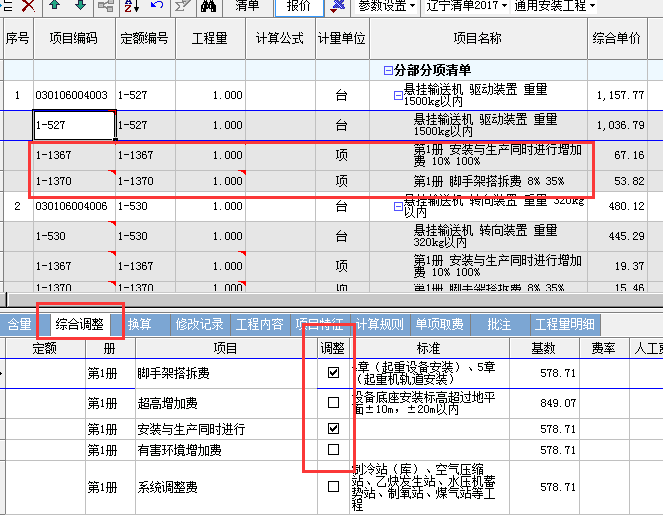 清单 报价 参数设置 辽宁清单2017 通用安装工程
序号 项目编码 定额编号 工程量 计算公式 计量单位 项目名称 综合单价
分部分项清单
1 030106004003 1-527 1.000 台 悬挂输送机 驱动装置 重量
1500kg以内 1,157.77
1-527 1-527 1.000 台 悬挂输送机 驱动装置 重量
1500kg以内 1,036.79
1-1367 1-1367 1.000 项 第1册 安装与生产同时进行增加
费 10% 100% 67.16
1-1370 1-1370 1.000 项 第1册 脚手架搭拆费 8% 35% 53.82
2 030106004006 1-530 1.000 台 悬挂输送机 转向装置 重量 320kg
以内 480.12
1-530 1-530 1.000 台 悬挂输送机 转向装置 重量
320kg以内 445.29
1-1367 1-1367 1.000 项 第1册 安装与生产同时进行增加
费 10% 100% 19.37
1-1370 1-1370 1.000 项 第1册 脚手架搭拆费 8% 35% 15.46
含量 综合调整 换算 修改记录 工程内容 项目特征 计算规则 单项取费 批注 工程量明细
定额 册 项目 调整 标准 基数 费率 人工费
第1册 脚手架搭拆费 4章（起重设备安装）、5章
（起重机轨道安装） 578.71
第1册 超高增加费 设备底座安装标高超过地平
面±10m，±20m以内 849.07
第1册 安装与生产同时进行 578.71
第1册 有害环境增加费 578.71
第1册 系统调整费 制冷站（库）、空气压缩
站、乙炔发生站、水压机蓄
势站、制氧站、煤气站等工
程 578.71